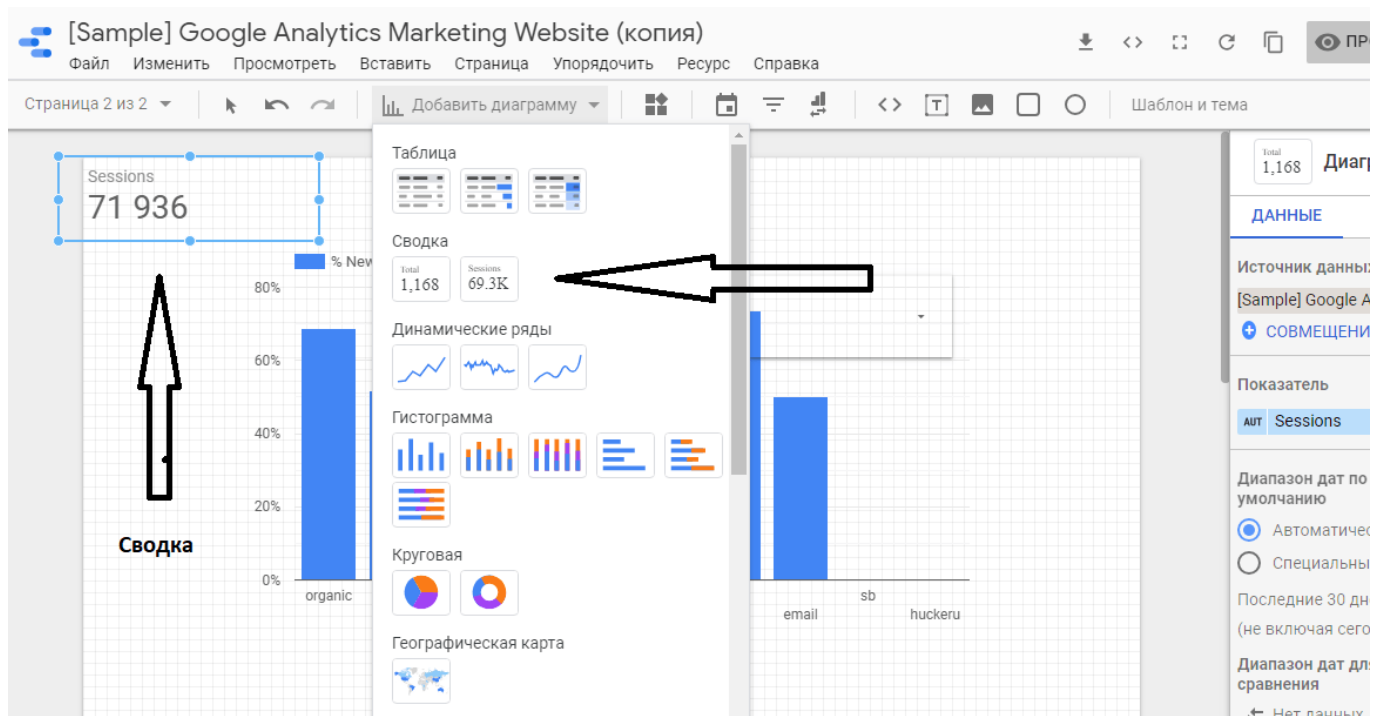 [Sample] Google Analytics Marketing Website (копия)
Файл Изменить Просмотреть Вставить Страница Упорядочить Ресурс Справка
ПР
Страница 2 из 2
Добавить диаграмму
Шаблон и тема
Sessions
71 936
% New
80%
60%
40%
20%
0%
organic
email
sb
huckeru
Сводка
Таблица
Сводка
Total
1,168
Sessions
69.3K
Динамические ряды
Гистограмма
Круговая
Географическая карта
Total
1,168
Диагр
ДАННЫЕ
Источник данных
[Sample] Google A
СОВМЕЩЕНИ
Показатель
AUT Sessions
Диапазон дат по
умолчанию
Автоматичес
Специальны
Последние 30 дн
(не включая сего
Диапазон дат для
сравнения
Нет данных